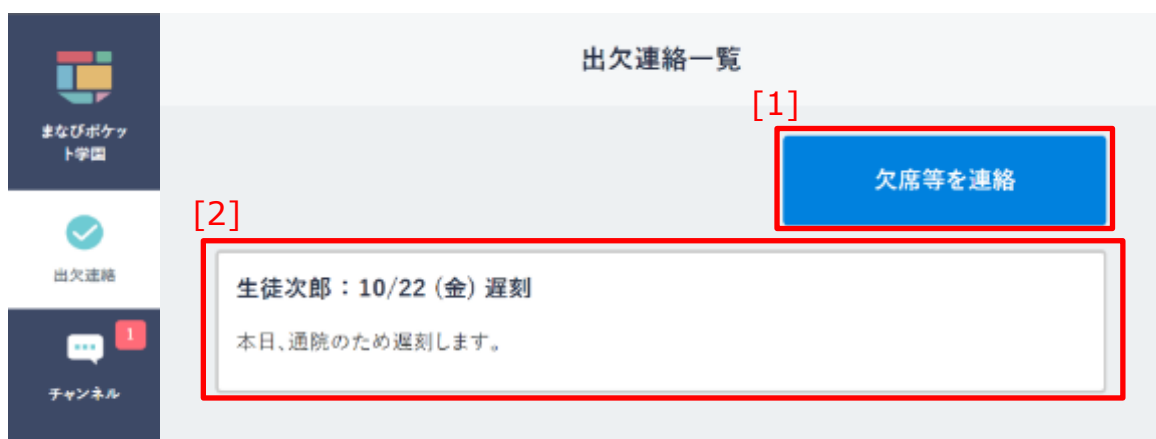 まなびポケッ
ト学園
出欠連絡
1
チャンネル
出欠連絡一覧
[1]
欠席等を連絡
[2]
生徒次郎：10/22 (金) 遅刻
本日、通院のため遅刻します。